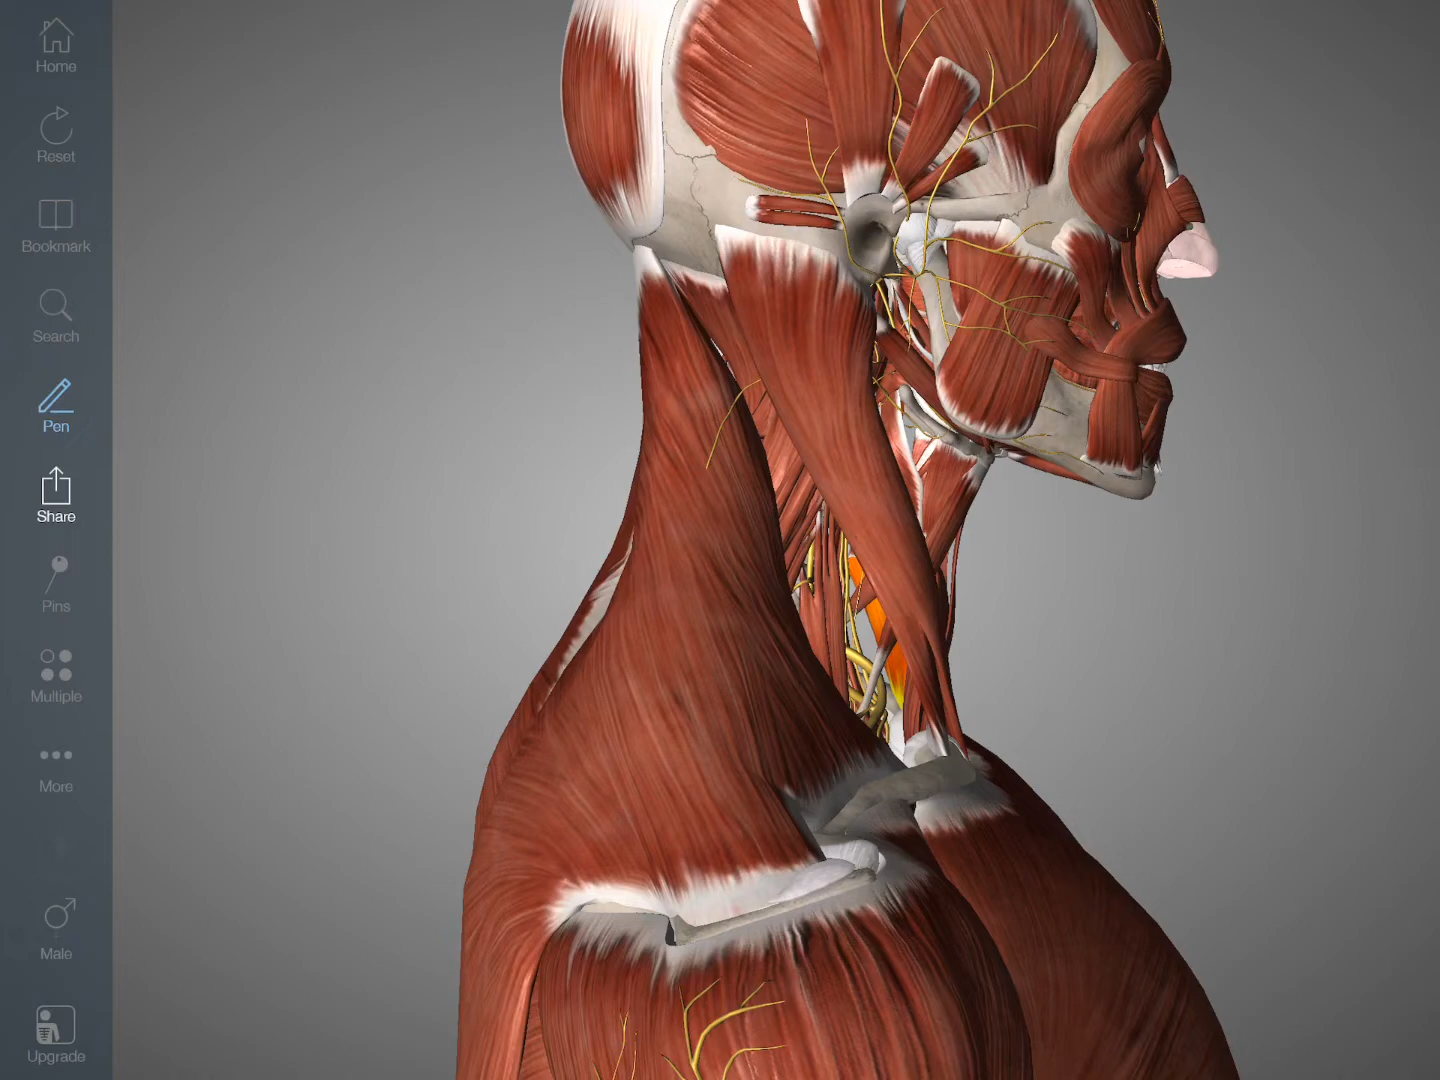 Home
Reset
Bookmark
Search
Pen
Share
Pins
Multiple
More
Male
Upgrade